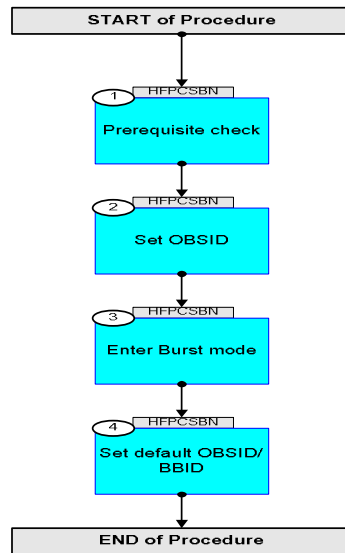 START of Procedure
HFPCSBN
1
Prerequisite check
HFPCSBN
2
Set OBSID
HFPCSBN
3
Enter Burst mode
HFPCSBN
4
Set default OBSID/
BBID
END of Procedure